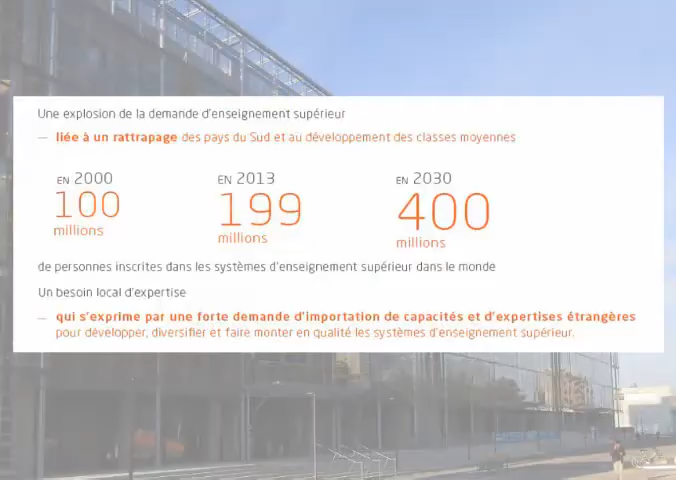 Une explosion de la demande d'enseignement supérieur
— liée à un rattrapage des pays du Sud et au développement des classes moyennes
EN 2000 EN 2013 EN 2030
100 199 400
millions millions millions
de personnes inscrites dans les systèmes d'enseignement supérieur dans le monde
Un besoin local d'expertise
— qui s'exprime par une forte demande d'importation de capacités et d'expertises étrangères
pour développer, diversifier et faire monter en qualité les systèmes d'enseignement supérieur.